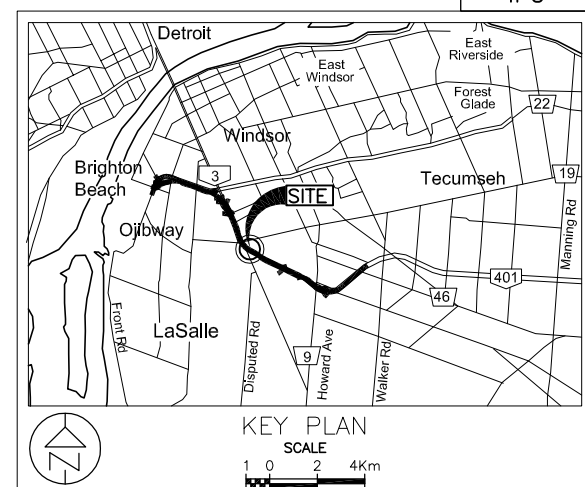 Detroit
East
Riverside
East
Windsor
Forest
Glade
22
Windsor
Brighton
Beach
3
SITE
Tecumseh
19
Manning Rd
Ojibway
401
46
Front Rd
LaSalle
Disputed Rd
9
Howard Ave
Walker Rd
N
KEY PLAN
SCALE
1 0 2 4Km